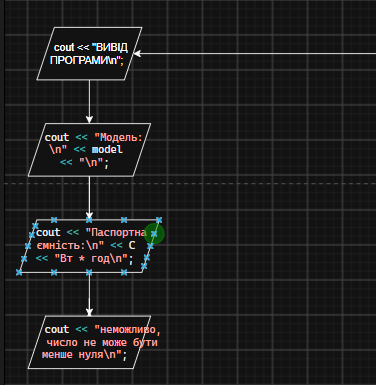 cout << "ВИВІД
ПРОГРАМИ\n";
cout << "Модель:
\n" << model
<< "\n";
cout << "Паспортна
ємність:\n" << C
<< "Вт * год\n";
cout << "неможливо,
число не може бути
менше нуля\n";